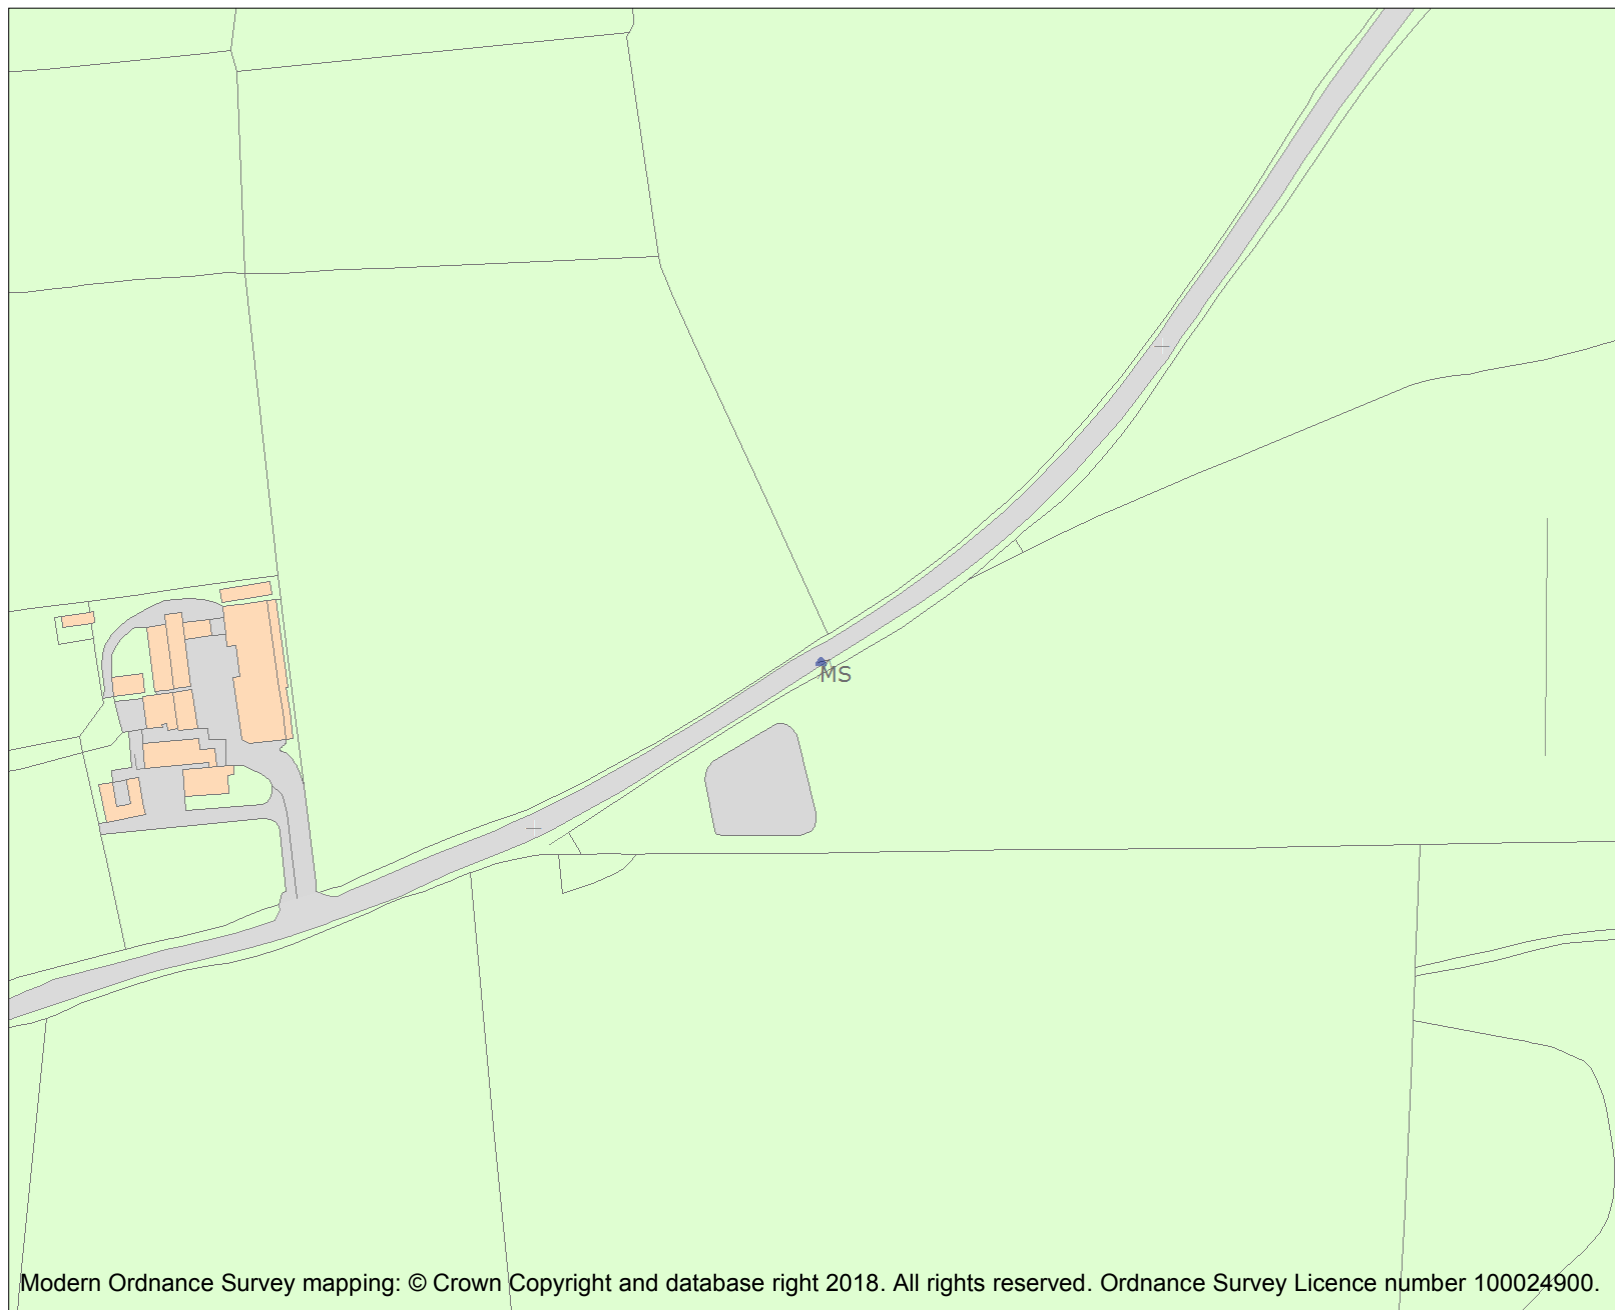 MS
Modern Ordnance Survey mapping: © Crown Copyright and database right 2018. All rights reserved. Ordnance Survey Licence number 100024900.